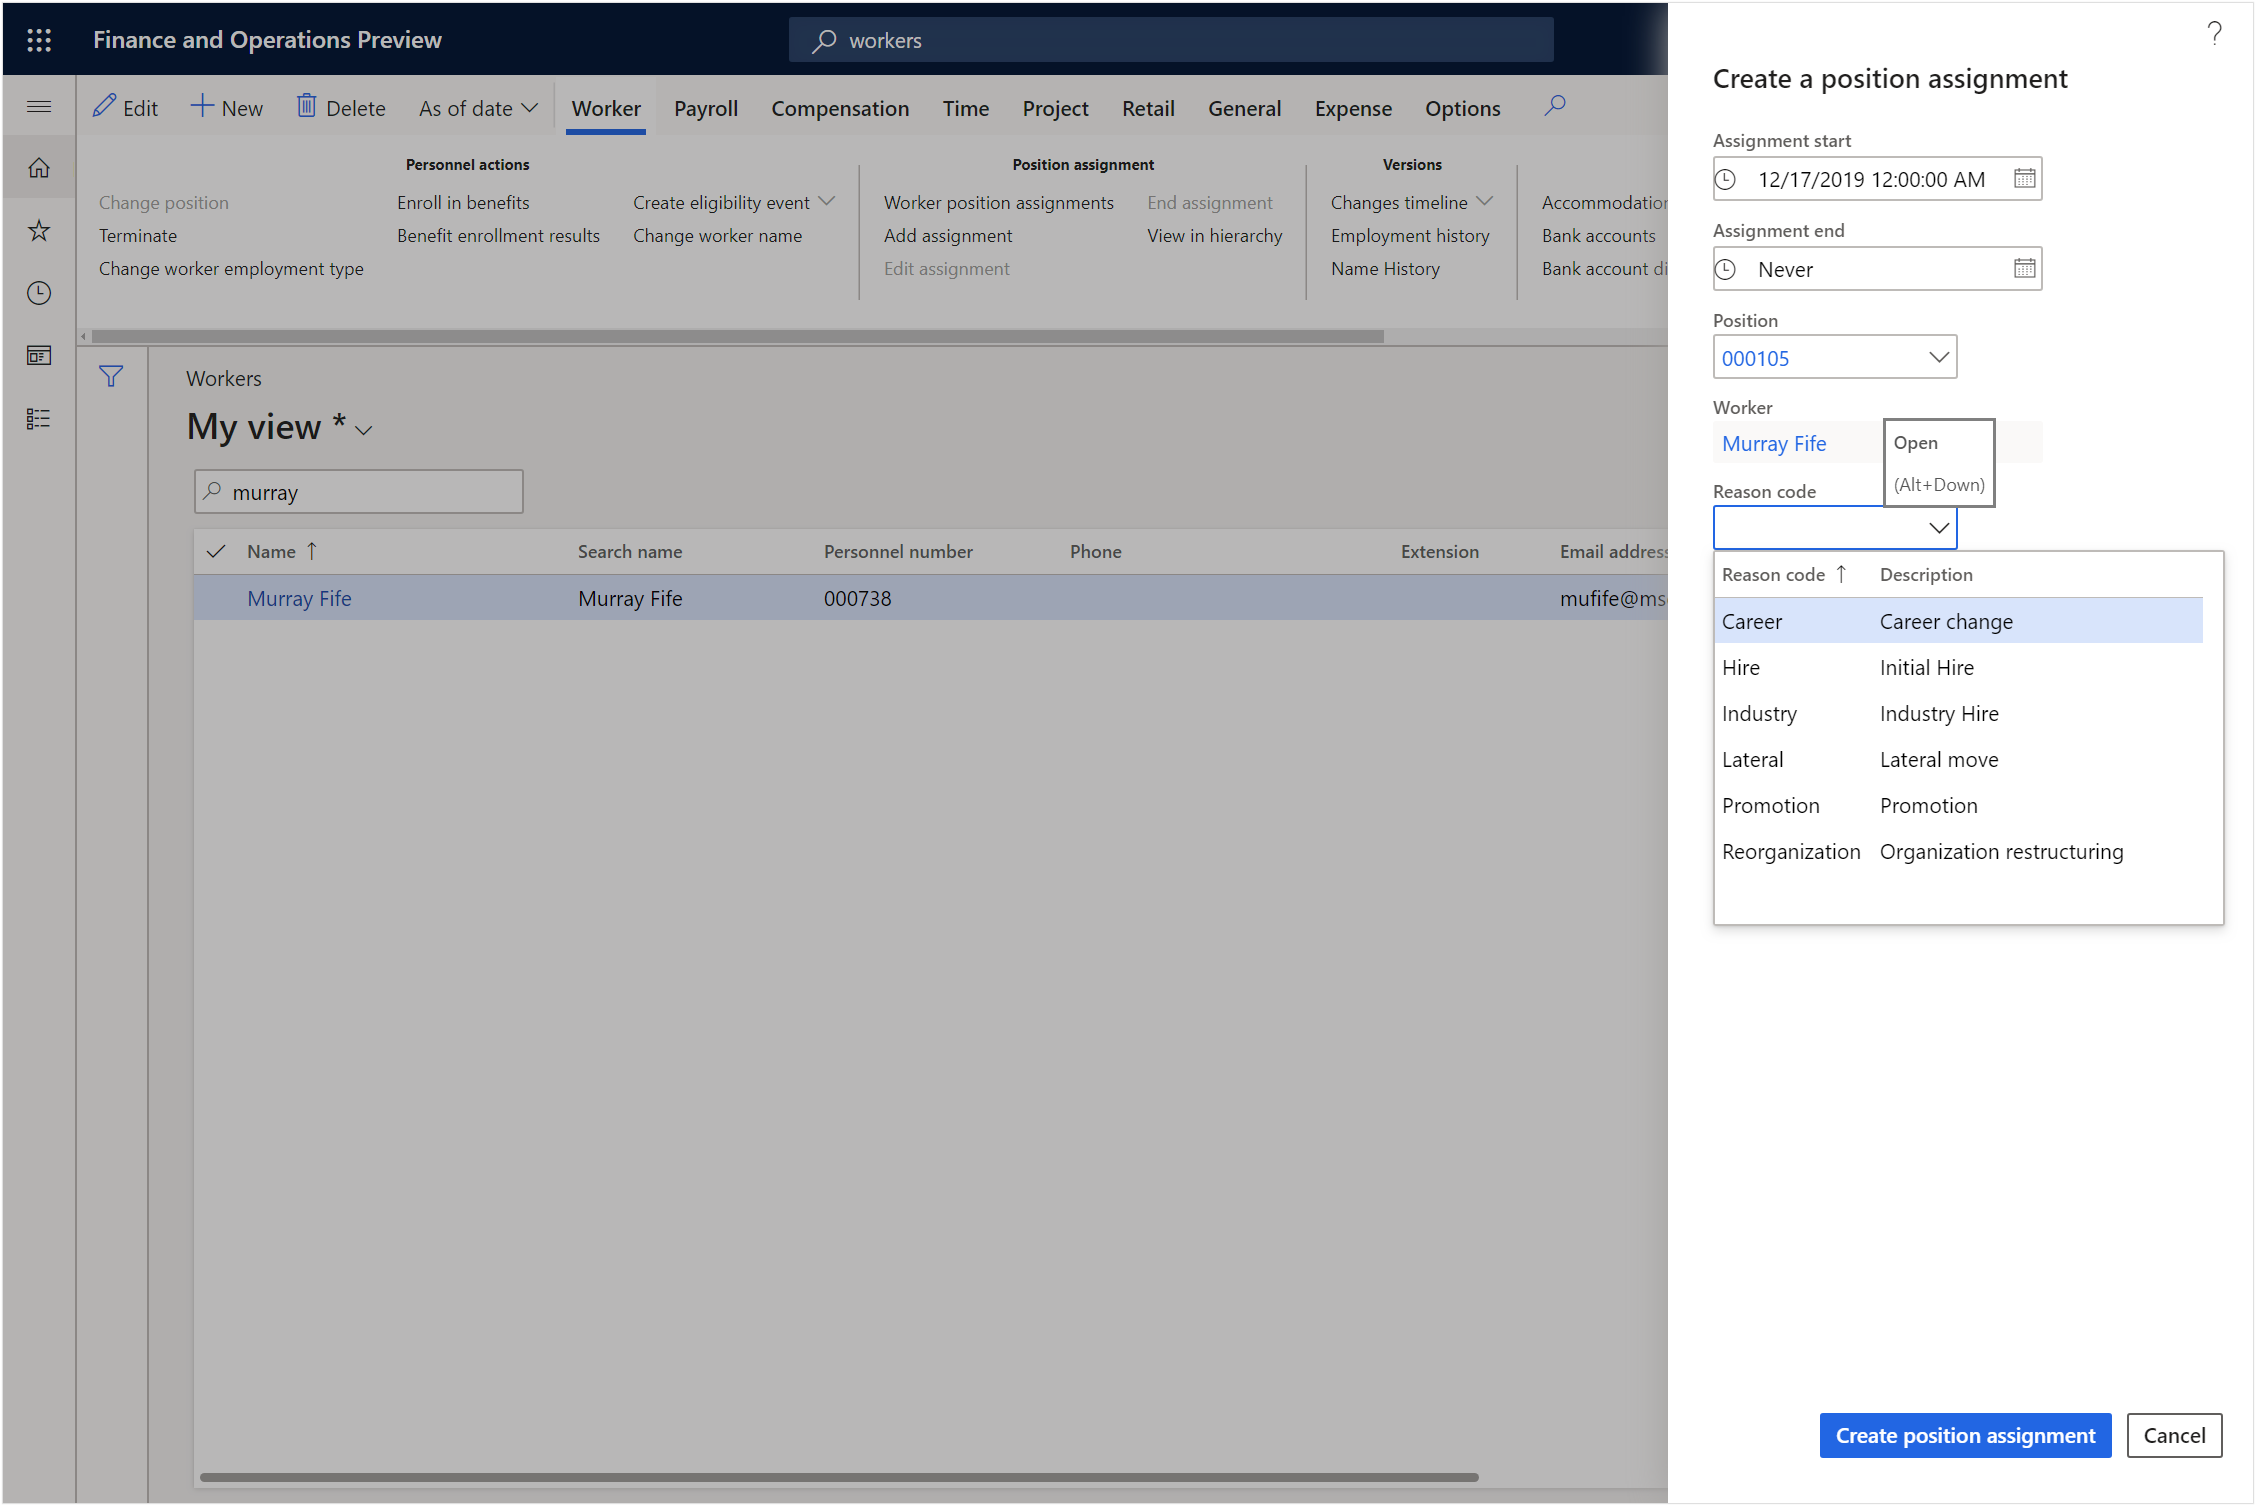 Finance and Operations Preview
workers
?
Edit
New
Delete
As of date
Worker
Payroll
Compensation
Time
Project
Retail
General
Expense
Options
Personnel actions
Change position
Terminate
Change worker employment type
Enroll in benefits
Benefit enrollment results
Create eligibility event
Change worker name
Position assignment
Worker position assignments
Add assignment
Edit assignment
End assignment
View in hierarchy
Versions
Changes timeline
Employment history
Name History
Accommodation
Bank accounts
Bank account di
Workers
My view *
murray
Name ↑ Search name Personnel number Phone Extension Email address
Murray Fife Murray Fife 000738 mufife@ms
Create a position assignment
Assignment start
12/17/2019 12:00:00 AM
Assignment end
Never
Position
000105
Worker
Murray Fife
Open
(Alt+Down)
Reason code
Reason code ↑ Description
Career Career change
Hire Initial Hire
Industry Industry Hire
Lateral Lateral move
Promotion Promotion
Reorganization Organization restructuring
Create position assignment
Cancel